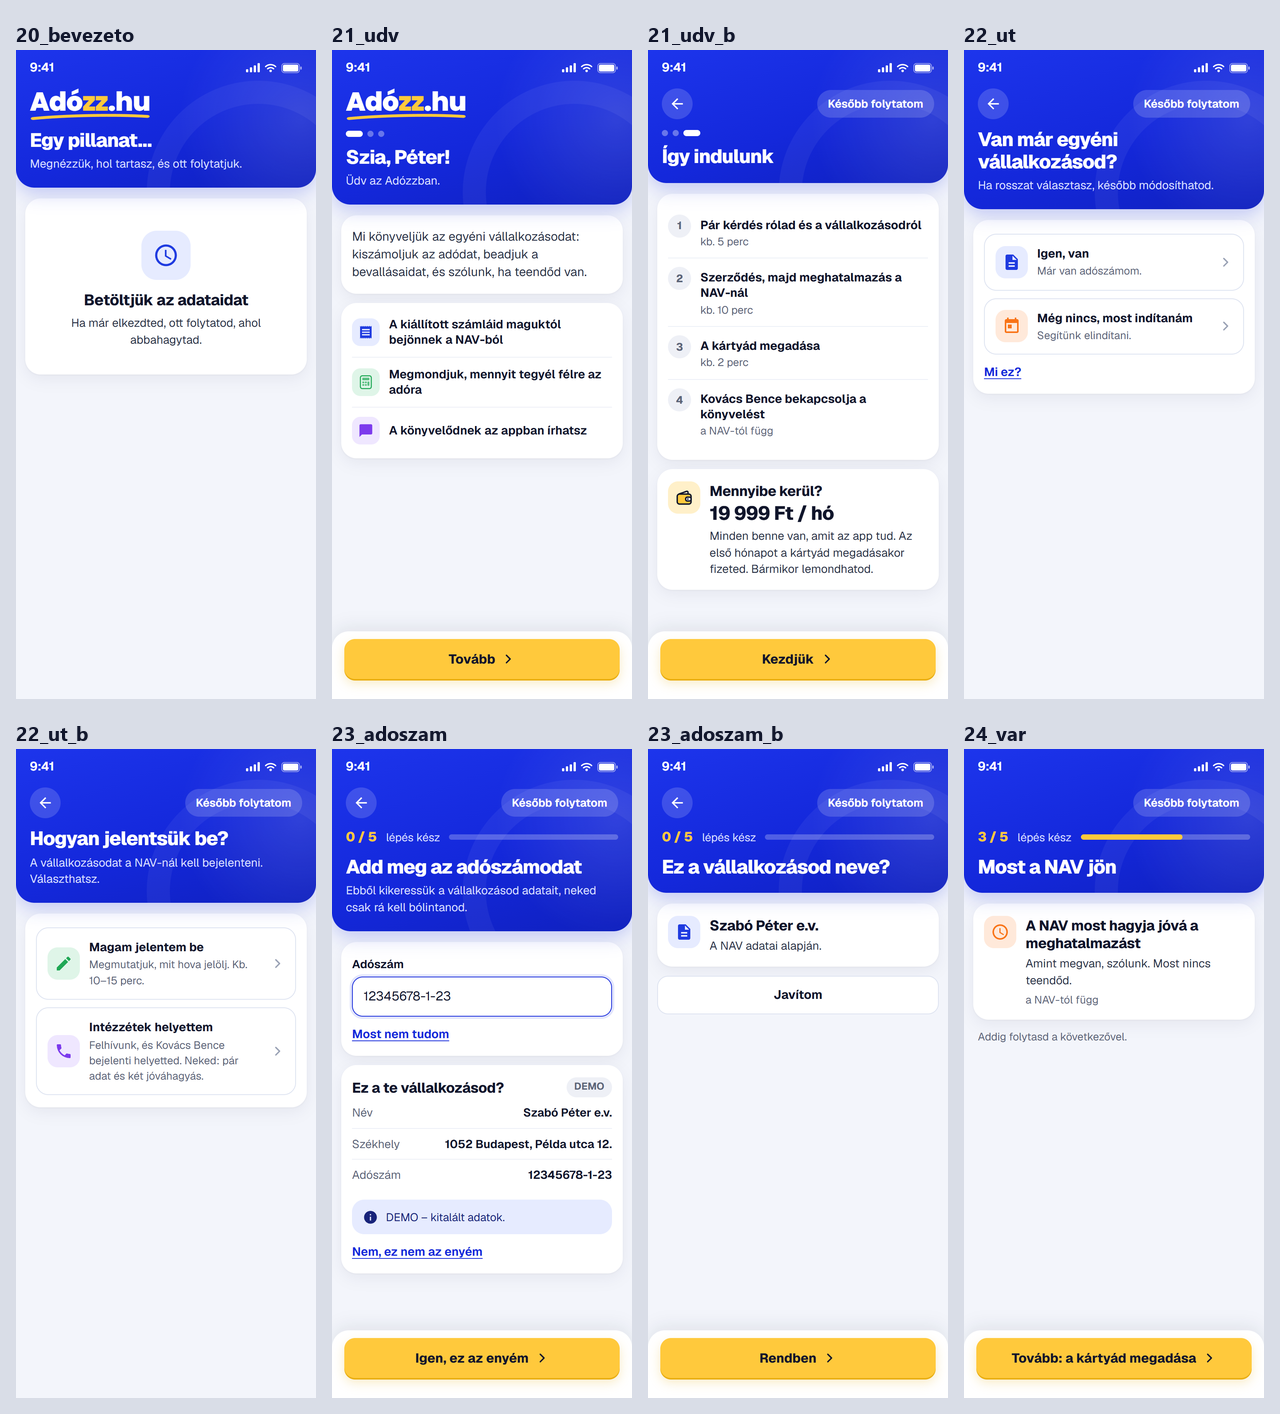 20_bevezeto
9:41
Adózz.hu
Egy pillanat...
Megnézzük, hol tartasz, és ott folytatjuk.
Betöltjük az adataidat
Ha már elkezdted, ott folytatod, ahol
abbahagytad.
21_udv
9:41
Adózz.hu
Szia, Péter!
Üdv az Adózzban.
Mi könyveljük az egyéni vállalkozásodat:
kiszámoljuk az adódat, beadjuk a
bevallásaidat, és szólunk, ha teendőd van.
A kiállított számláid maguktól
bejönnek a NAV-ból
Megmondjuk, mennyit tegyél félre az
adóra
A könyvelődnek az appban írhatsz
Tovább
21_udv_b
9:41
Később folytatom
Így indulunk
1
Pár kérdés rólad és a vállalkozásodról
kb. 5 perc
2
Szerződés, majd meghatalmazás a
NAV-nál
kb. 10 perc
3
A kártyád megadása
kb. 2 perc
4
Kovács Bence bekapcsolja a
könyvelést
a NAV-tól függ
Mennyibe kerül?
19 999 Ft / hó
Minden benne van, amit az app tud. Az
első hónapot a kártyád megadásakor
fizeted. Bármikor lemondhatod.
Kezdjük
22_ut
9:41
Később folytatom
Van már egyéni
vállalkozásod?
Ha rosszat választasz, később módosíthatod.
Igen, van
Már van adószámom.
Még nincs, most indítanám
Segítünk elindítani.
Mi ez?
22_ut_b
9:41
Később folytatom
Hogyan jelentsük be?
A vállalkozásodat a NAV-nál kell bejelenteni.
Választhatsz.
Magam jelentem be
Megmutatjuk, mit hova jelölj. Kb.
10–15 perc.
Intézzétek helyettem
Felhívunk, és Kovács Bence
bejelenti helyetted. Neked: pár
adat és két jóváhagyás.
23_adoszam
9:41
Később folytatom
0 / 5 lépés kész
Add meg az adószámodat
Ebből kikeressük a vállalkozásod adatait, neked
csak rá kell bólintanod.
Adószám
12345678-1-23
Most nem tudom
Ez a te vállalkozásod?
DEMO
Név Szabó Péter e.v.
Székhely 1052 Budapest, Példa utca 12.
Adószám 12345678-1-23
DEMO – kitalált adatok.
Nem, ez nem az enyém
Igen, ez az enyém
23_adoszam_b
9:41
Később folytatom
0 / 5 lépés kész
Ez a vállalkozásod neve?
Szabó Péter e.v.
A NAV adatai alapján.
Javítom
Rendben
24_var
9:41
Később folytatom
3 / 5 lépés kész
Most a NAV jön
A NAV most hagyja jóvá a
meghatalmazást
Amint megvan, szólunk. Most nincs
teendőd.
a NAV-tól függ
Addig folytasd a következővel.
Tovább: a kártyád megadása